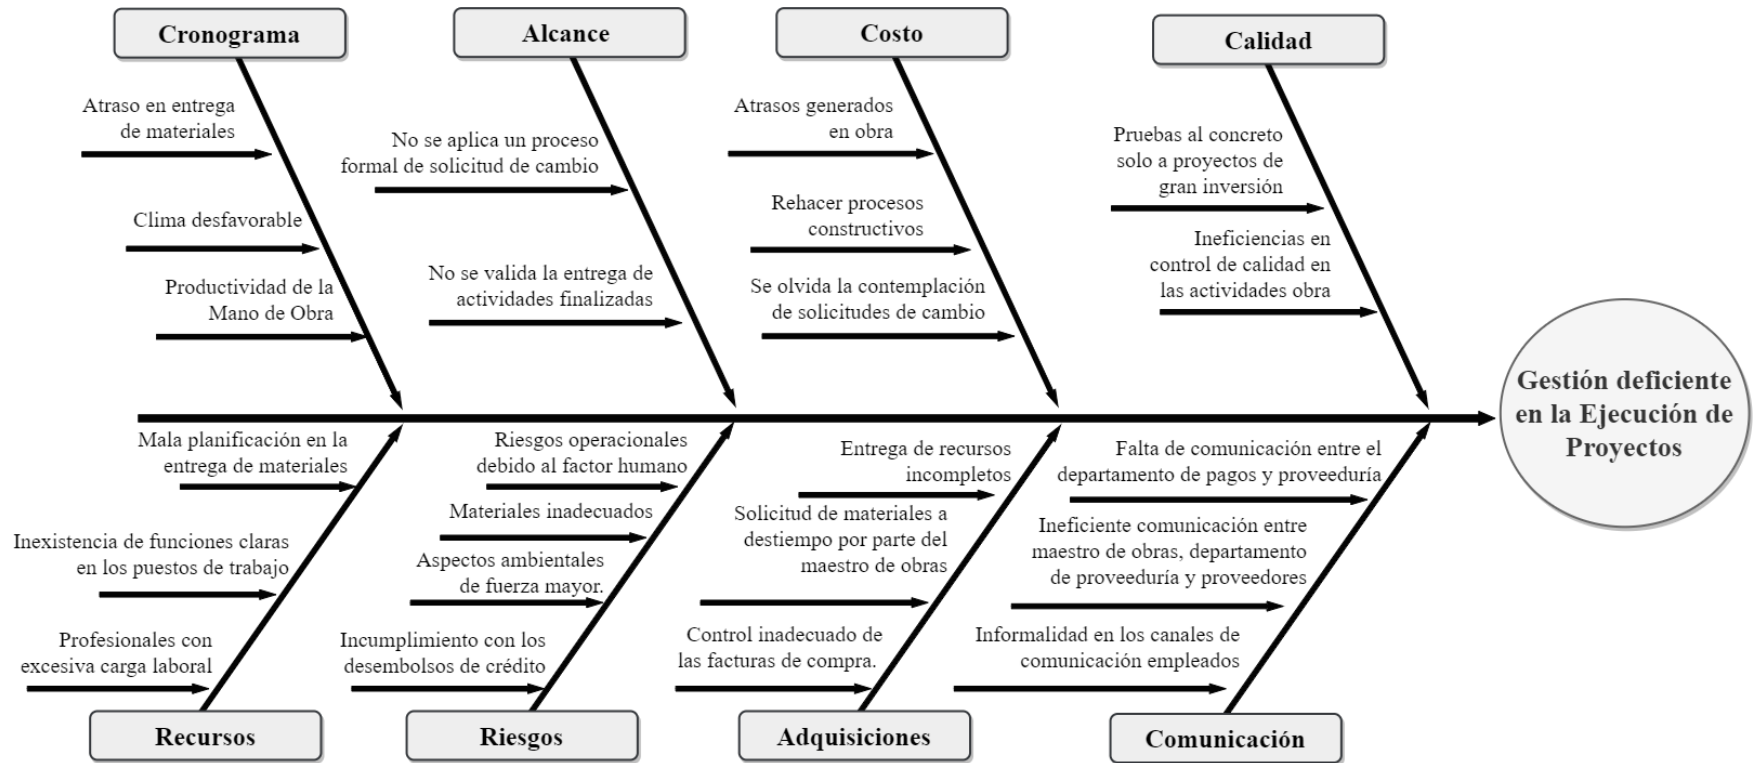 Cronograma
Alcance
Costo
Calidad
Atraso en entrega
de materiales
Clima desfavorable
Productividad de la
Mano de Obra
No se aplica un proceso
formal de solicitud de cambio
No se valida la entrega de
actividades finalizadas
Atrasos generados
en obra
Rehacer procesos
constructivos
Se olvida la contemplación
de solicitudes de cambio
Pruebas al concreto
solo a proyectos de
gran inversión
Ineficiencias en
control de calidad en
las actividades obra
Gestión deficiente
en la Ejecución de
Proyectos
Mala planificación en la
entrega de materiales
Inexistencia de funciones claras
en los puestos de trabajo
Profesionales con
excesiva carga laboral
Riesgos operacionales
debido al factor humano
Materiales inadecuados
Aspectos ambientales
de fuerza mayor.
Incumplimiento con los
desembolsos de crédito
Entrega de recursos
incompletos
Solicitud de materiales a
destiempo por parte del
maestro de obras
Control inadecuado de
las facturas de compra.
Falta de comunicación entre el
departamento de pagos y proveeduría
Ineficiente comunicación entre
maestro de obras, departamento
de proveeduría y proveedores
Informalidad en los canales de
comunicación empleados
Recursos
Riesgos
Adquisiciones
Comunicación